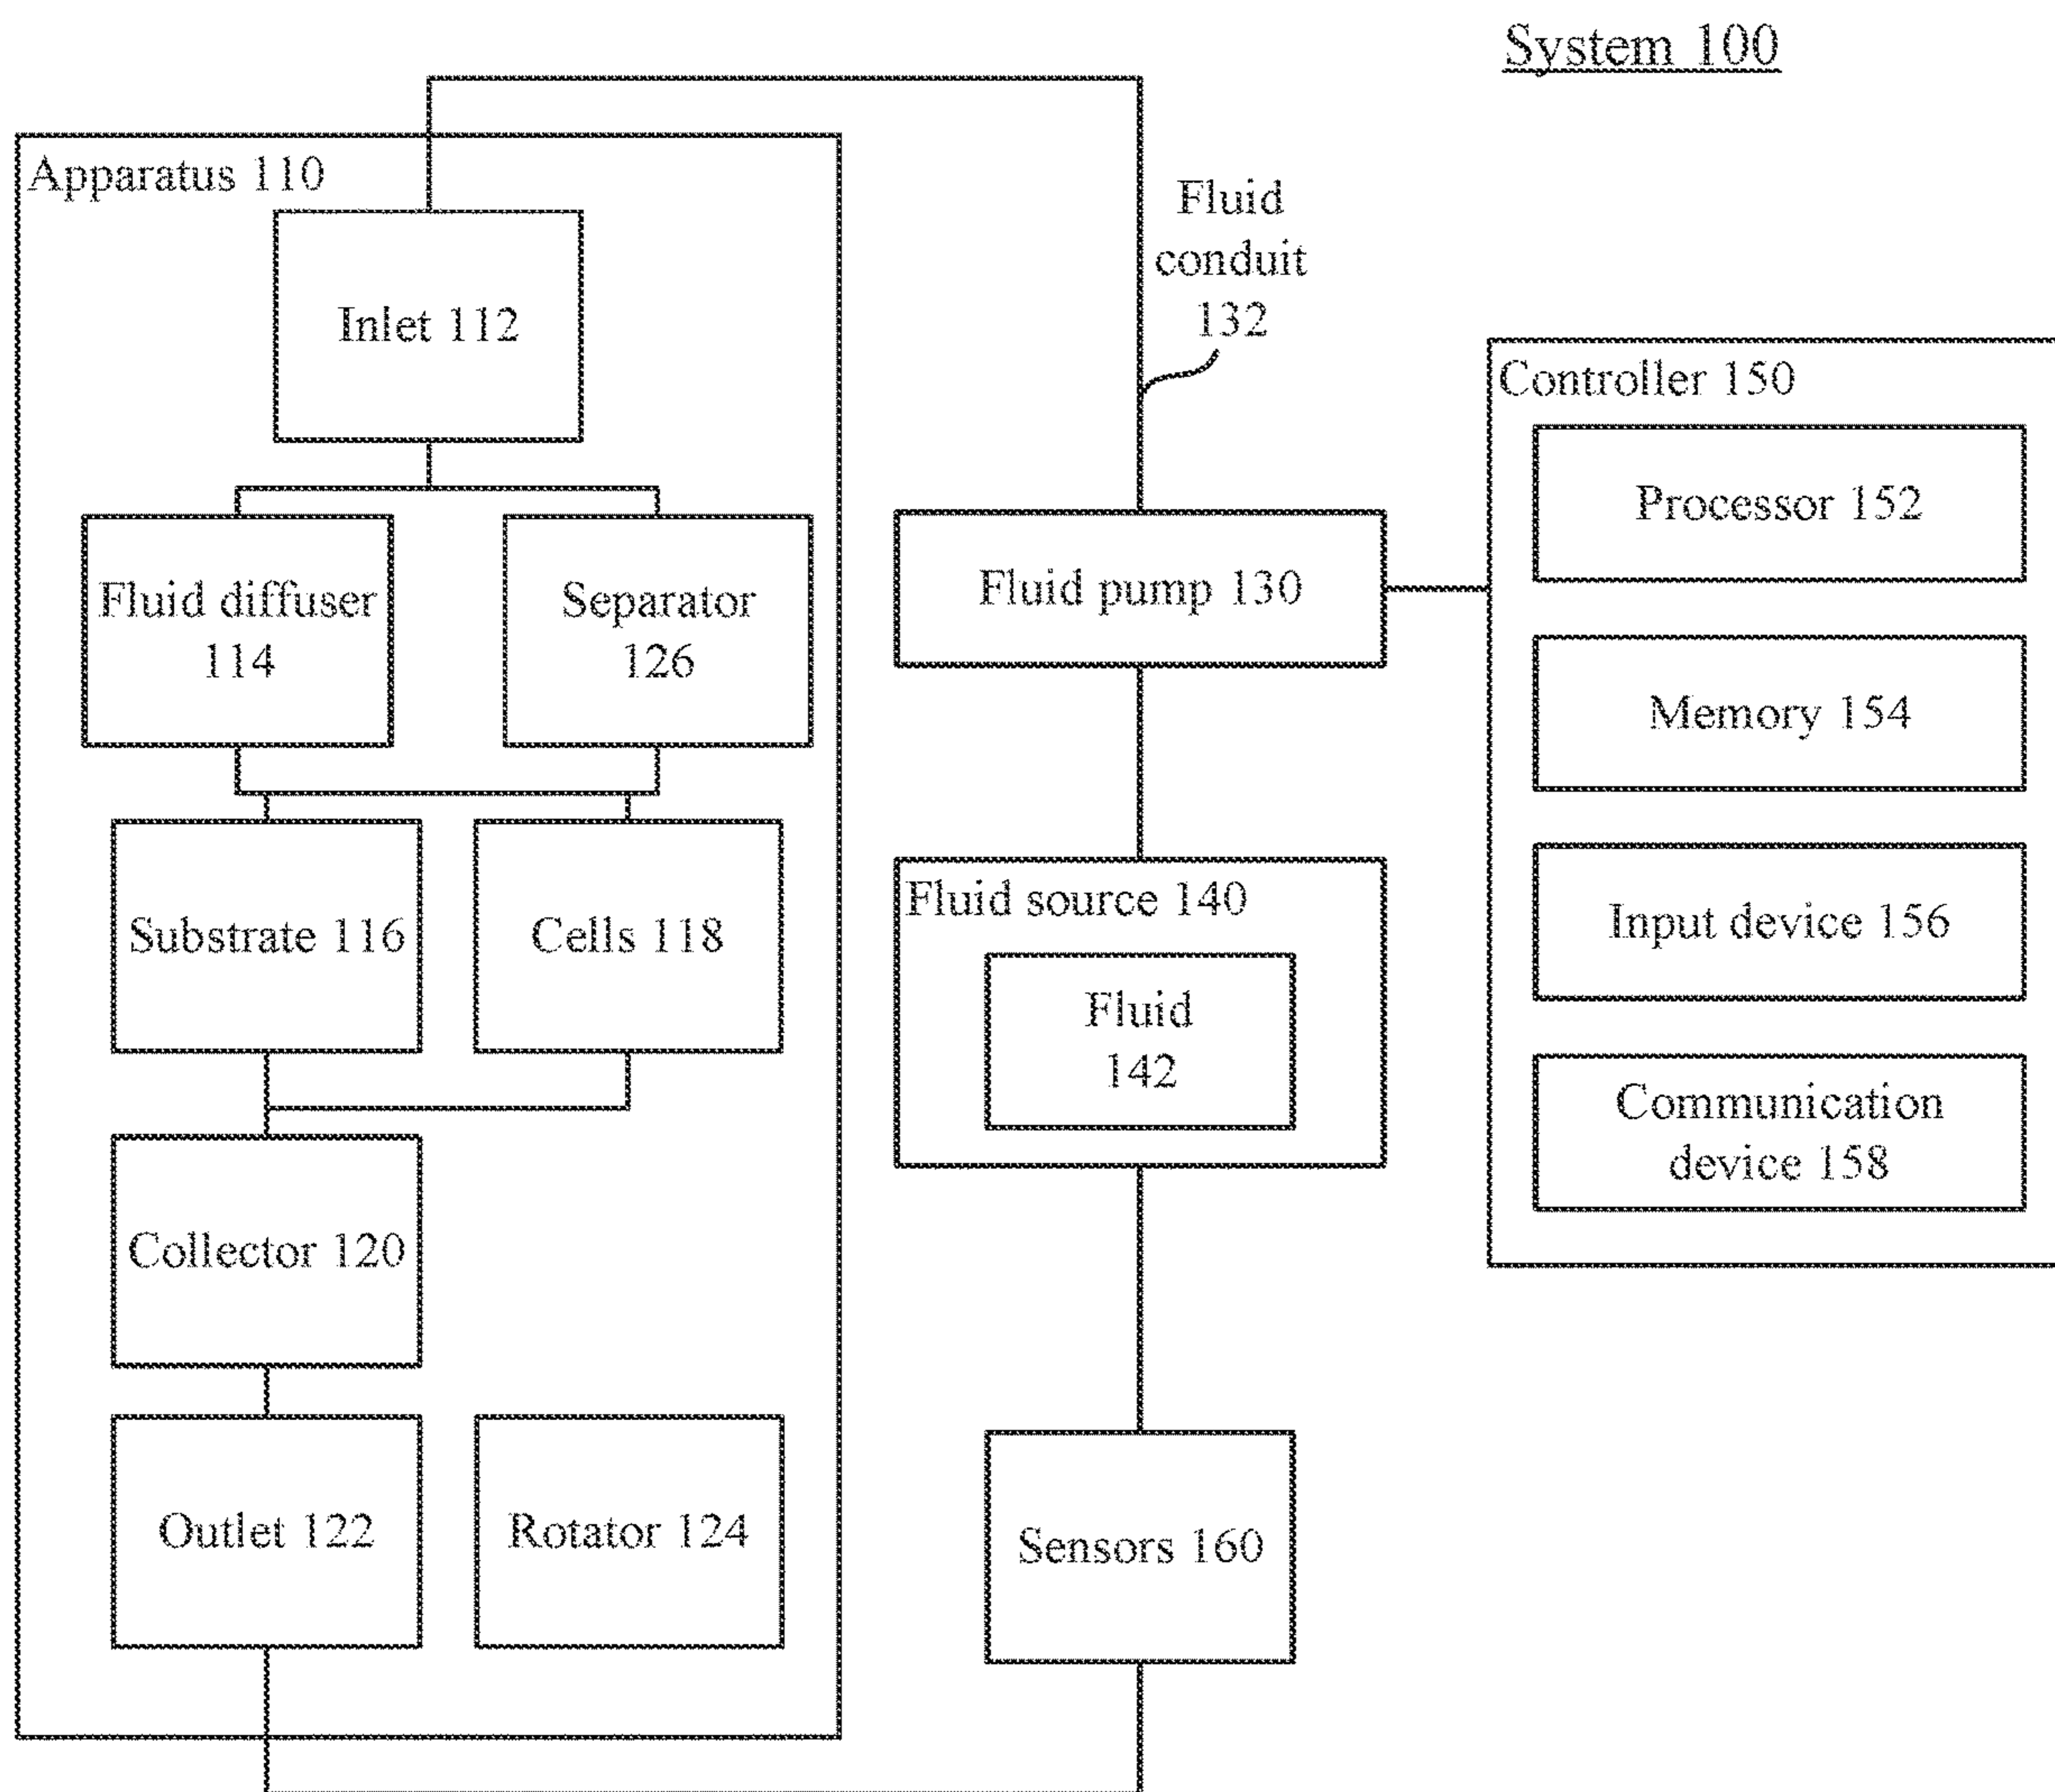 System 100
Apparatus 110
Inlet 112
Fluid diffuser
114
Separator
126
Substrate 116
Cells 118
Collector 120
Outlet 122
Rotator 124
Fluid
conduit
132
Fluid pump 130
Fluid source 140
Fluid
142
Sensors 160
Controller 150
Processor 152
Memory 154
Input device 156
Communication
device 158